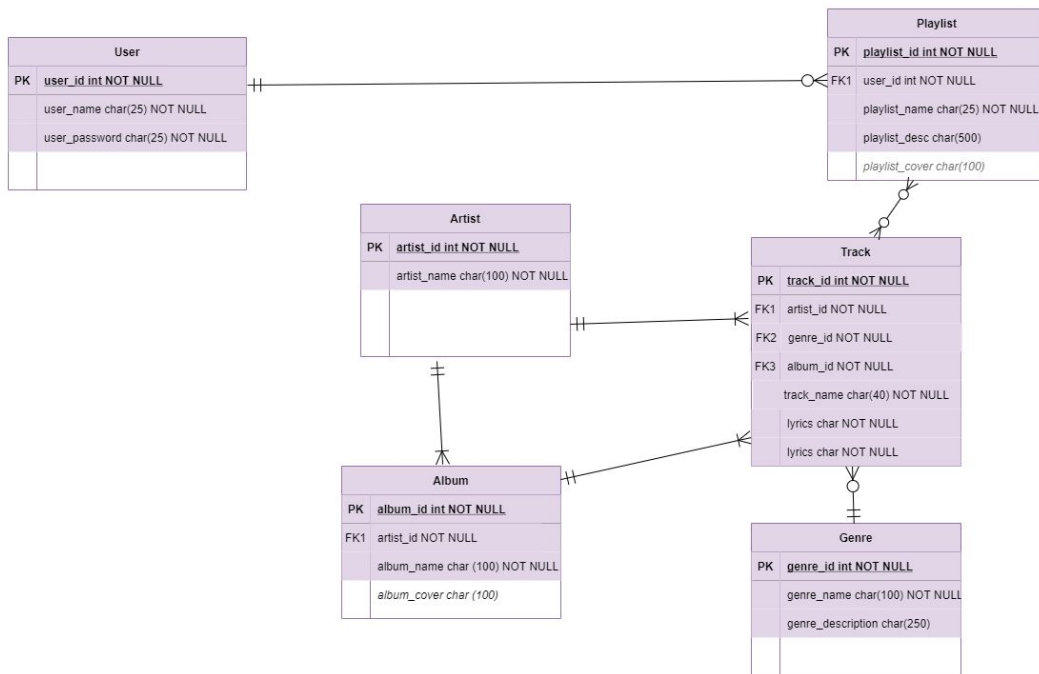 User
PK user_id int NOT NULL
user_name char(25) NOT NULL
user_password char(25) NOT NULL
Playlist
PK playlist_id int NOT NULL
FK1 user_id int NOT NULL
playlist_name char(25) NOT NULL
playlist_desc char(500)
playlist_cover char(100)
Artist
PK artist_id int NOT NULL
artist_name char(100) NOT NULL
Track
PK track_id int NOT NULL
FK1 artist_id NOT NULL
FK2 genre_id NOT NULL
FK3 album_id NOT NULL
track_name char(40) NOT NULL
lyrics char NOT NULL
lyrics char NOT NULL
Album
PK album_id int NOT NULL
FK1 artist_id NOT NULL
album_name char (100) NOT NULL
album_cover char (100)
Genre
PK genre_id int NOT NULL
genre_name char(100) NOT NULL
genre_description char(250)